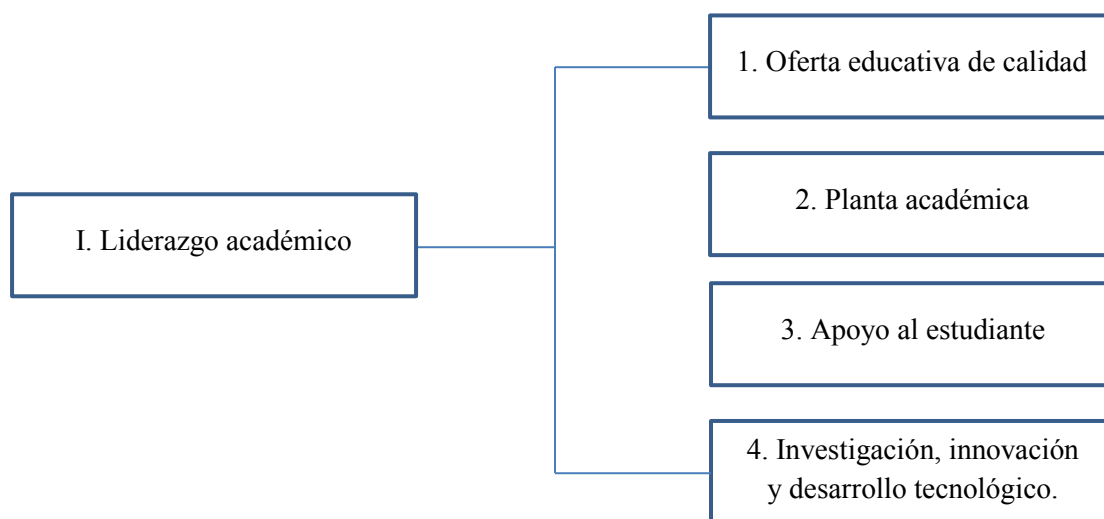 1. Oferta educativa de calidad
2. Planta académica
I. Liderazgo académico
3. Apoyo al estudiante
4. Investigación, innovación
y desarrollo tecnológico.